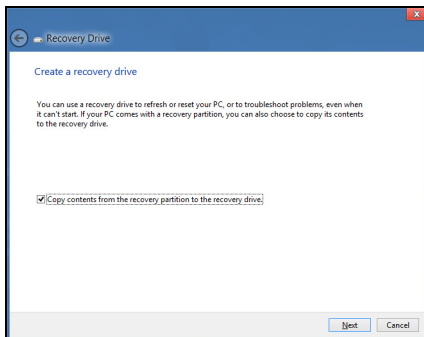 x
Recovery Drive
Create a recovery drive
You can use a recovery drive to refresh or reset your PC, or to troubleshoot problems, even when
it can't start. If your PC comes with a recovery partition, you can also choose to copy its contents
to the recovery drive.
Copy contents from the recovery partition to the recovery drive.
Next Cancel